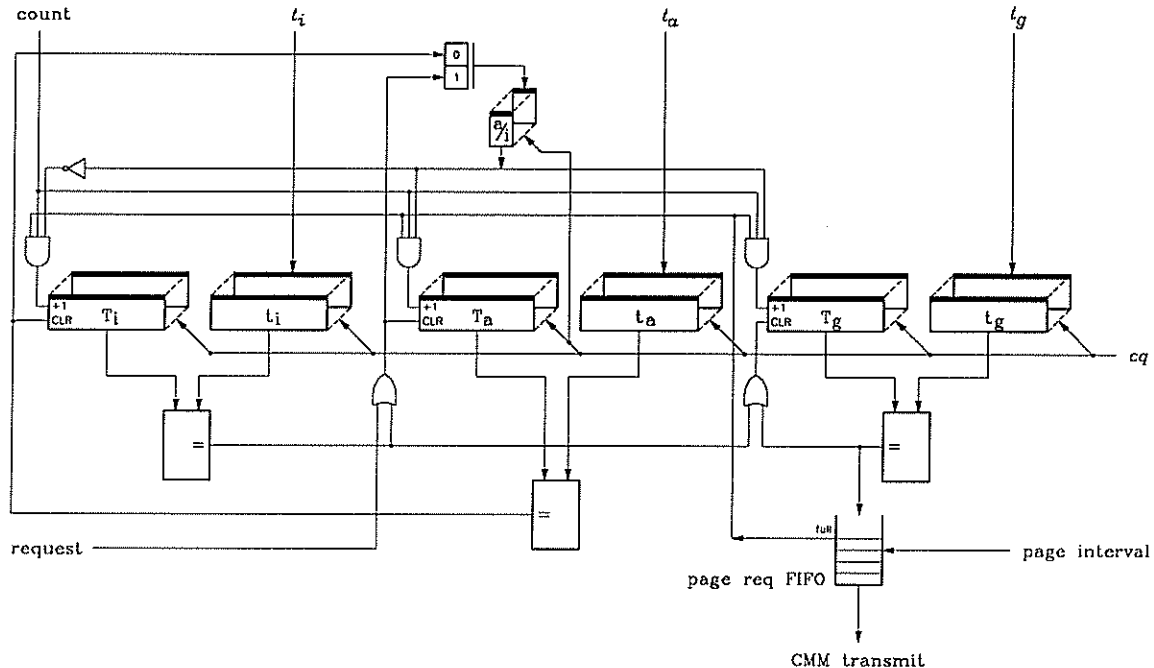 count
t_i
t_a
t_g
0
1
a/i
+1
CLR
T_i
t_i
+1
CLR
T_a
t_a
+1
CLR
T_g
t_g
cq
=
=
=
request
full
page interval
page req FIFO
CMM transmit